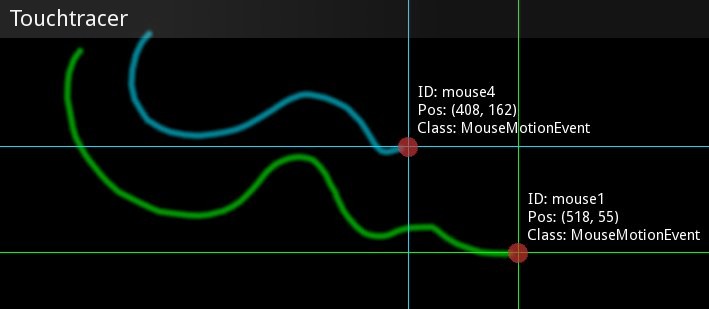 Touchtracer
ID: mouse4
Pos: (408, 162)
Class: MouseMotionEvent
ID: mouse1
Pos: (518, 55)
Class: MouseMotionEvent